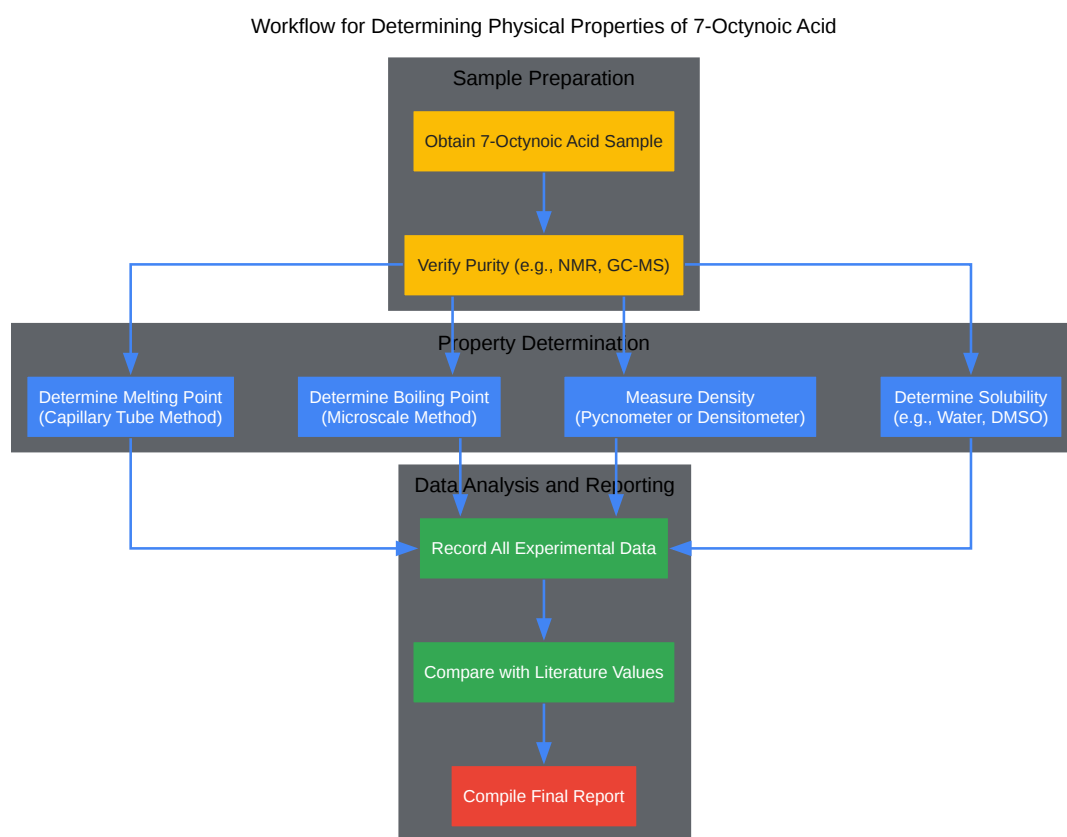 Workflow for Determining Physical Properties of 7-Octynoic Acid
Sample Preparation
Obtain 7-Octynoic Acid Sample
Verify Purity (e.g., NMR, GC-MS)
Property Determination
Determine Melting Point
(Capillary Tube Method)
Determine Boiling Point
(Microscale Method)
Measure Density
(Pycnometer or Densitometer)
Determine Solubility
(e.g., Water, DMSO)
Data Analysis and Reporting
Record All Experimental Data
Compare with Literature Values
Compile Final Report